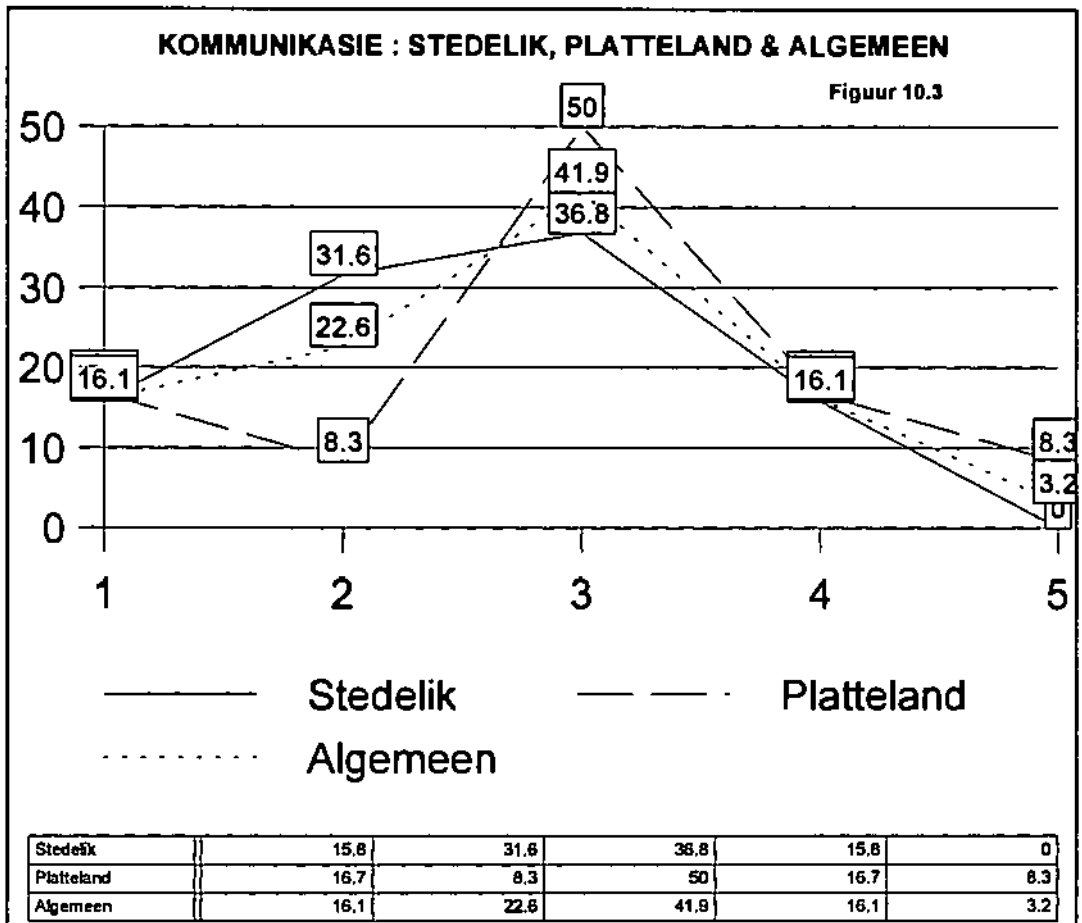 KOMMUNIKASIE : STEDELIK, PLATTELAND & ALGEMEEN
Figuur 10.3
50
50
41.9
40
36.8
31.6
30
22.6
20
16.1
16.1
10
8.3
8.3
3.2
0
0
1 2 3 4 5
Stedelik Platteland
Algemeen
Stedelik 15,8 31.6 36,8 15,8 0
Platteland 16,7 8,3 50 16.7 8.3
Algemeen 16,1 22,6 41,9 16,1 3.2